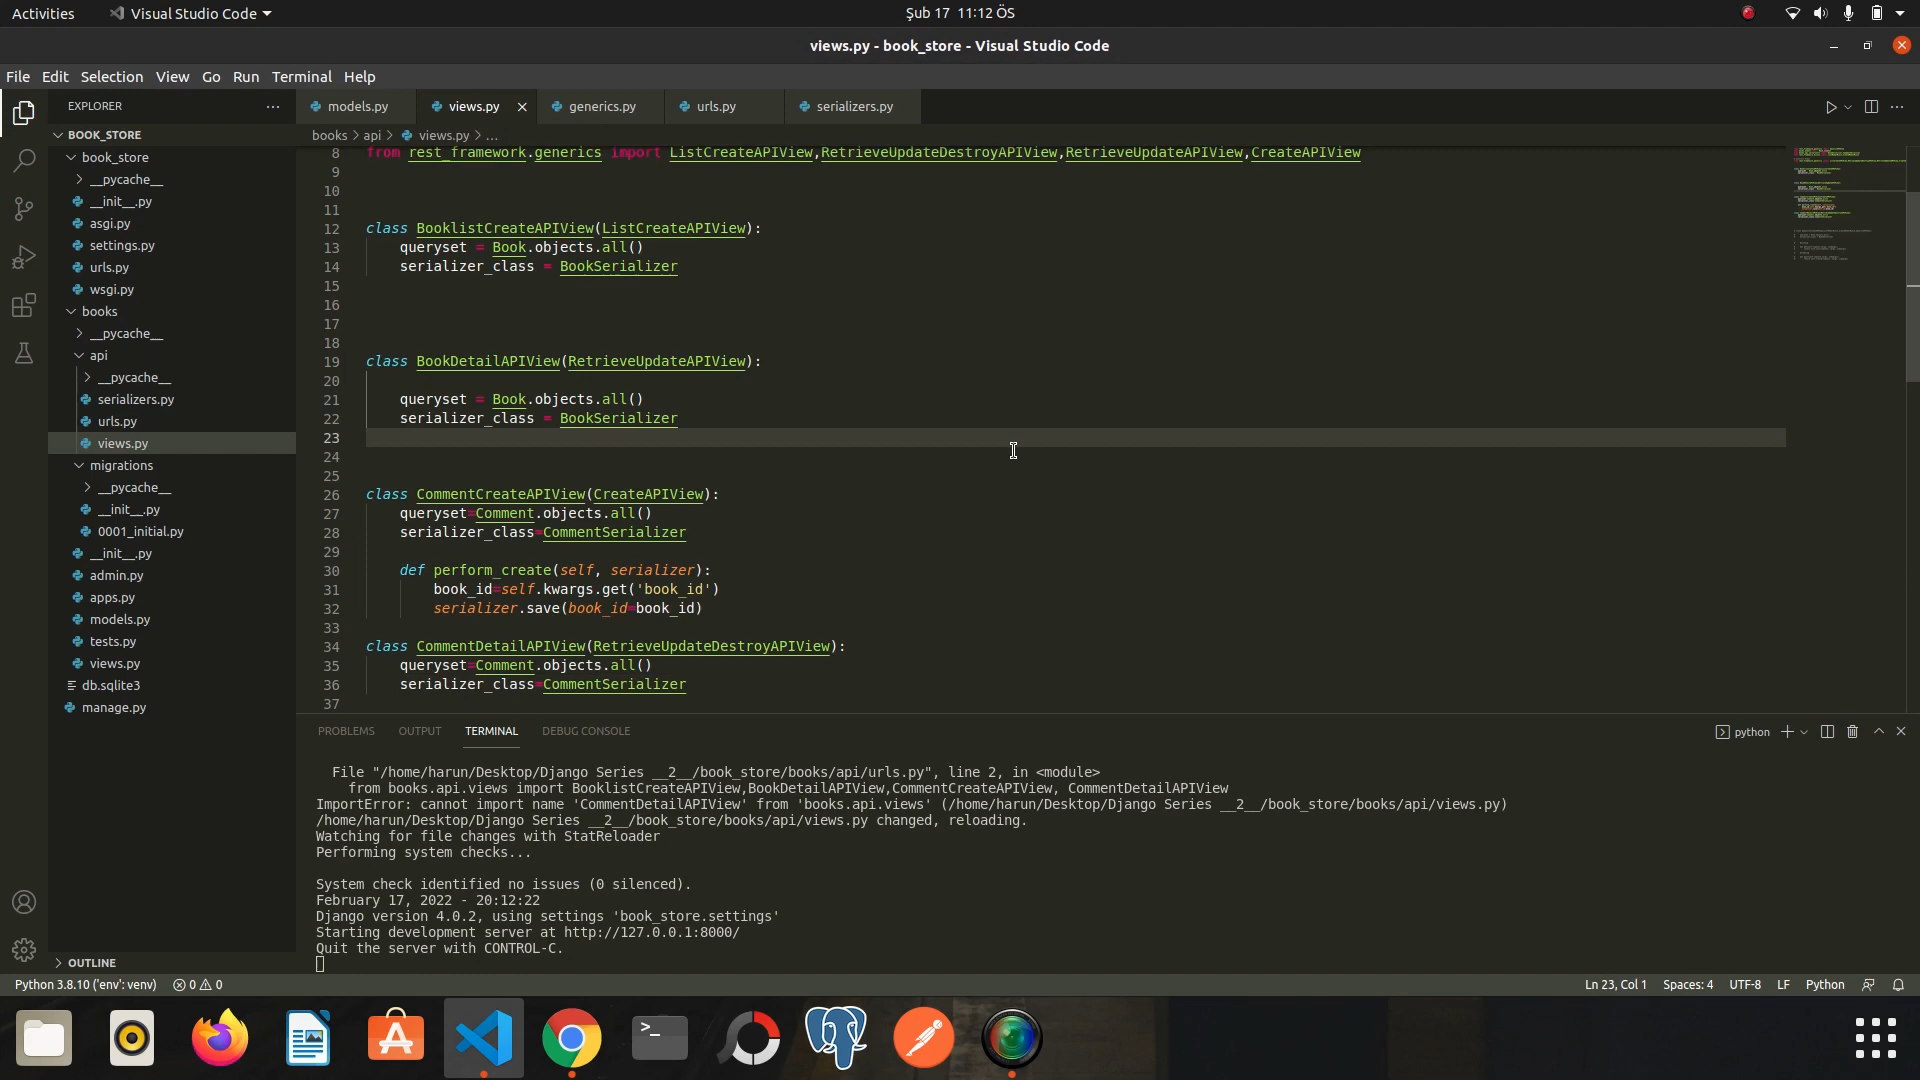 Activities
Visual Studio Code
Şub 17 11:12 ÖS
views.py - book_store - Visual Studio Code
File Edit Selection View Go Run Terminal Help
EXPLORER
BOOK_STORE
book_store
__pycache__
__init__.py
asgi.py
settings.py
urls.py
wsgi.py
books
__pycache__
api
__pycache__
serializers.py
urls.py
views.py
migrations
__pycache__
__init__.py
0001_initial.py
__init__.py
admin.py
apps.py
models.py
tests.py
views.py
db.sqlite3
manage.py
OUTLINE
models.py views.py generics.py urls.py serializers.py
books > api > views.py > ...
8 from rest_framework.generics import ListCreateAPIView,RetrieveUpdateDestroyAPIView,RetrieveUpdateAPIView,CreateAPIView
9
10
11
12 class BooklistCreateAPIView(ListCreateAPIView):
13 queryset = Book.objects.all()
14 serializer_class = BookSerializer
15
16
17
18
19 class BookDetailAPIView(RetrieveUpdateAPIView):
20
21 queryset = Book.objects.all()
22 serializer_class = BookSerializer
23
24
25
26 class CommentCreateAPIView(CreateAPIView):
27 queryset=Comment.objects.all()
28 serializer_class=CommentSerializer
29
30 def perform_create(self, serializer):
31 book_id=self.kwargs.get('book_id')
32 serializer.save(book_id=book_id)
33
34 class CommentDetailAPIView(RetrieveUpdateDestroyAPIView):
35 queryset=Comment.objects.all()
36 serializer_class=CommentSerializer
37
PROBLEMS OUTPUT TERMINAL DEBUG CONSOLE
python
File "/home/harun/Desktop/Django Series __2__/book_store/books/api/urls.py", line 2, in <module>
from books.api.views import BooklistCreateAPIView,BookDetailAPIView,CommentCreateAPIView, CommentDetailAPIView
ImportError: cannot import name 'CommentDetailAPIView' from 'books.api.views' (/home/harun/Desktop/Django Series __2__/book_store/books/api/views.py)
/home/harun/Desktop/Django Series __2__/book_store/books/api/views.py changed, reloading.
Watching for file changes with StatReloader
Performing system checks...
System check identified no issues (0 silenced).
February 17, 2022 - 20:12:22
Django version 4.0.2, using settings 'book_store.settings'
Starting development server at http://127.0.0.1:8000/
Quit the server with CONTROL-C.
Python 3.8.10 ('env': venv) 0 0
Ln 23, Col 1 Spaces: 4 UTF-8 LF Python